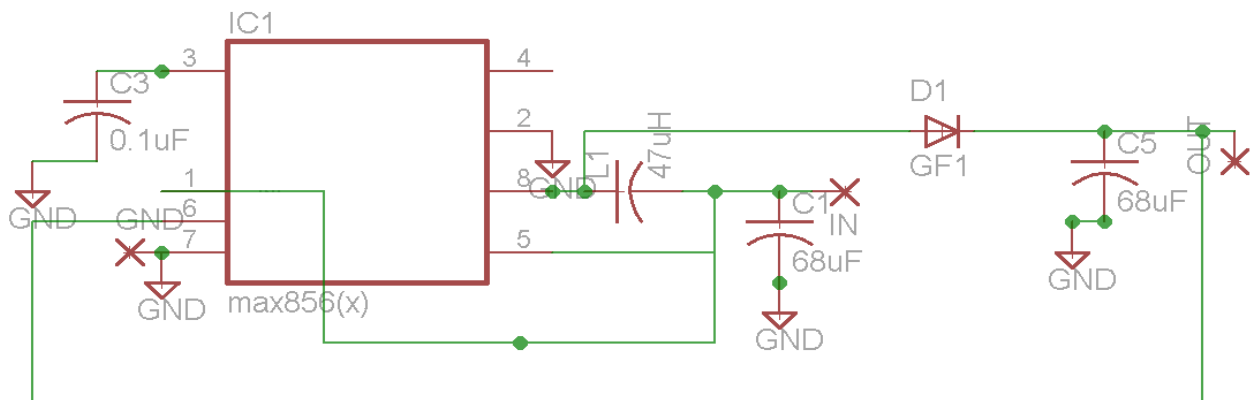 IC1
3
4
C3
0.1uF
GND
2
GND
1
8
GND
6
7
GND
5
max856(x)
L1
47uH
C1
68uF
IN
GND
D1
GF1
C5
68uF
GND
OUT